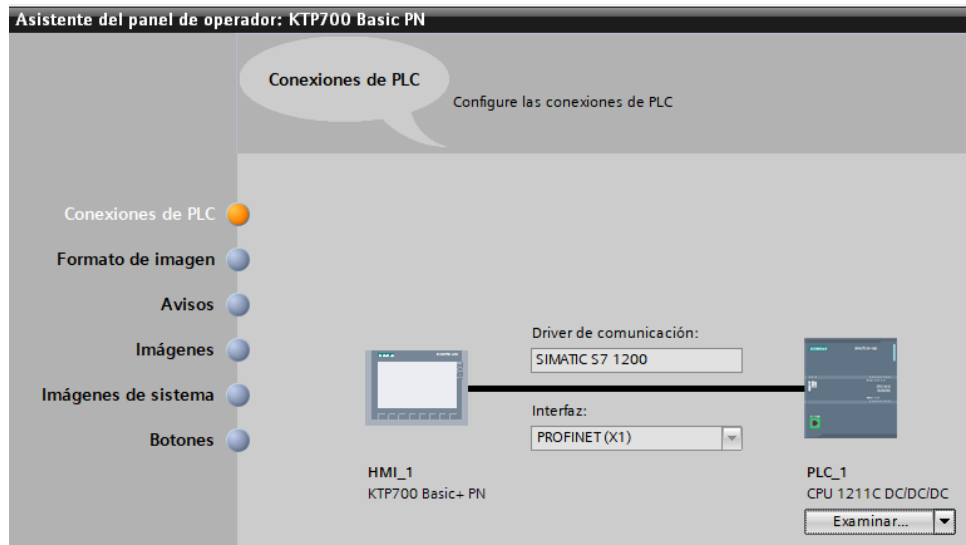 Asistente del panel de operador: KTP700 Basic PN
Conexiones de PLC
Configure las conexiones de PLC
Conexiones de PLC
Formato de imagen
Avisos
Imágenes
Imágenes de sistema
Botones
Driver de comunicación:
SIMATIC S7 1200
Interfaz:
PROFINET (X1)
HMI_1
KTP700 Basic+ PN
PLC_1
CPU 1211C DC/DC/DC
Examinar...